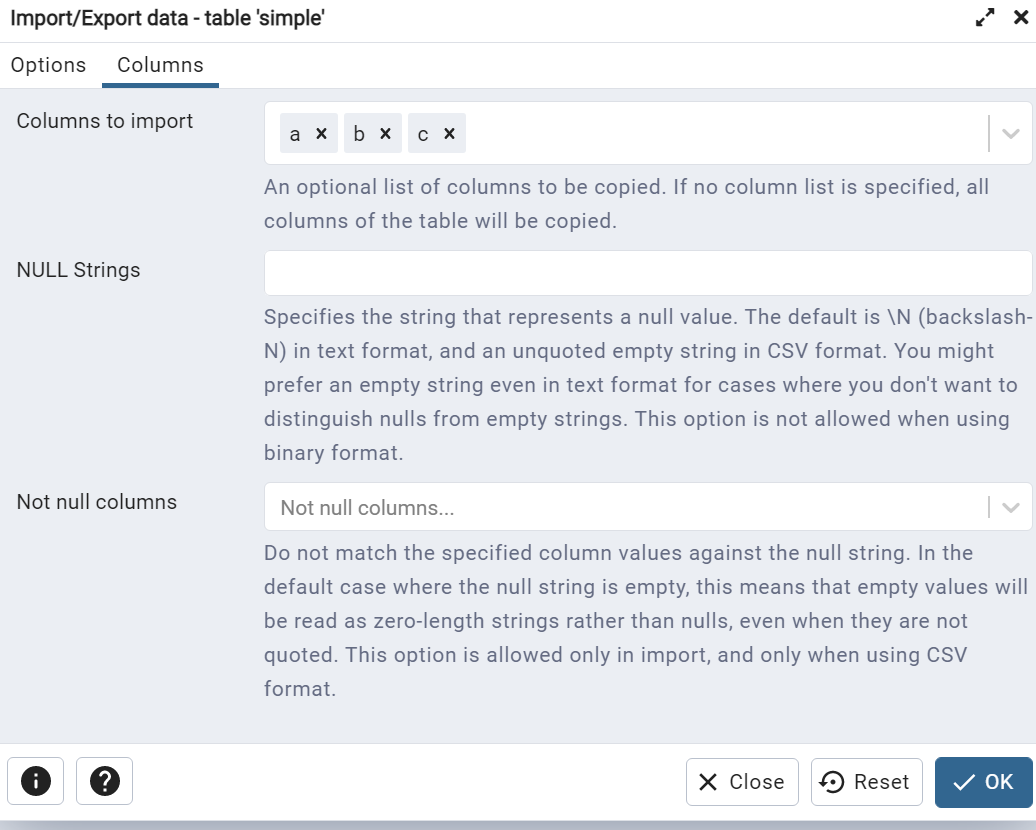 Import/Export data - table 'simple'
Options Columns
Columns to import
a b c
An optional list of columns to be copied. If no column list is specified, all
columns of the table will be copied.
NULL Strings
Specifies the string that represents a null value. The default is \N (backslash-
N) in text format, and an unquoted empty string in CSV format. You might
prefer an empty string even in text format for cases where you don't want to
distinguish nulls from empty strings. This option is not allowed when using
binary format.
Not null columns
Not null columns...
Do not match the specified column values against the null string. In the
default case where the null string is empty, this means that empty values will
be read as zero-length strings rather than nulls, even when they are not
quoted. This option is allowed only in import, and only when using CSV
format.
Close Reset OK